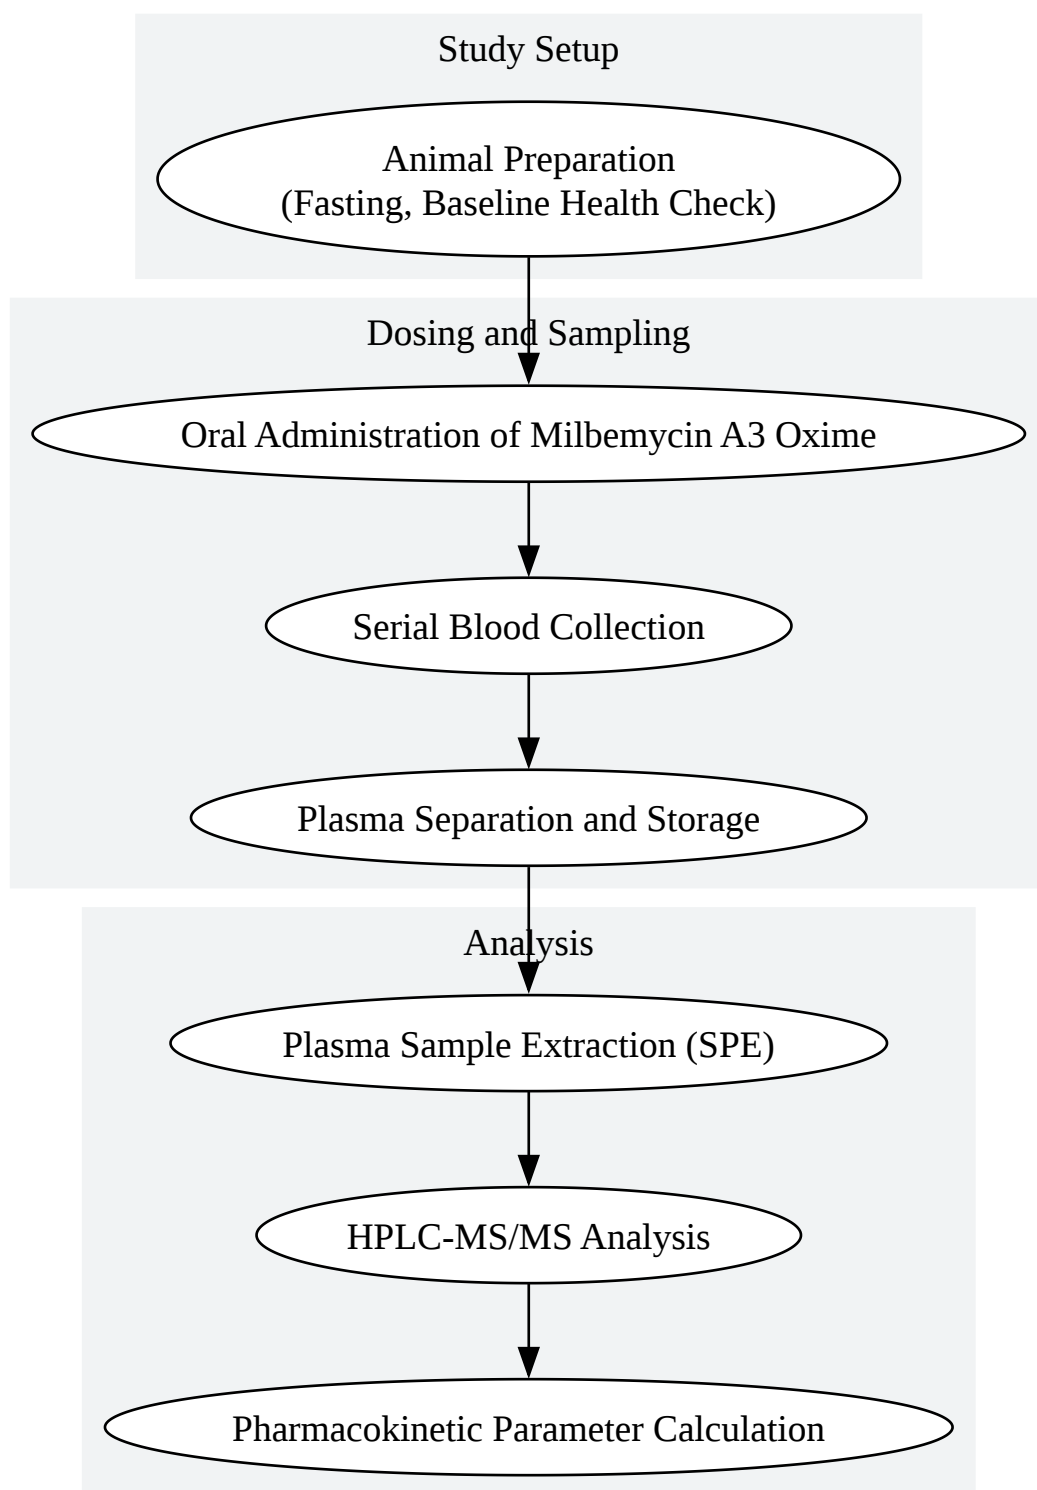 Study Setup
Animal Preparation
(Fasting, Baseline Health Check)
Dosing and Sampling
Oral Administration of Milbemycin A3 Oxime
Serial Blood Collection
Plasma Separation and Storage
Analysis
Plasma Sample Extraction (SPE)
HPLC-MS/MS Analysis
Pharmacokinetic Parameter Calculation